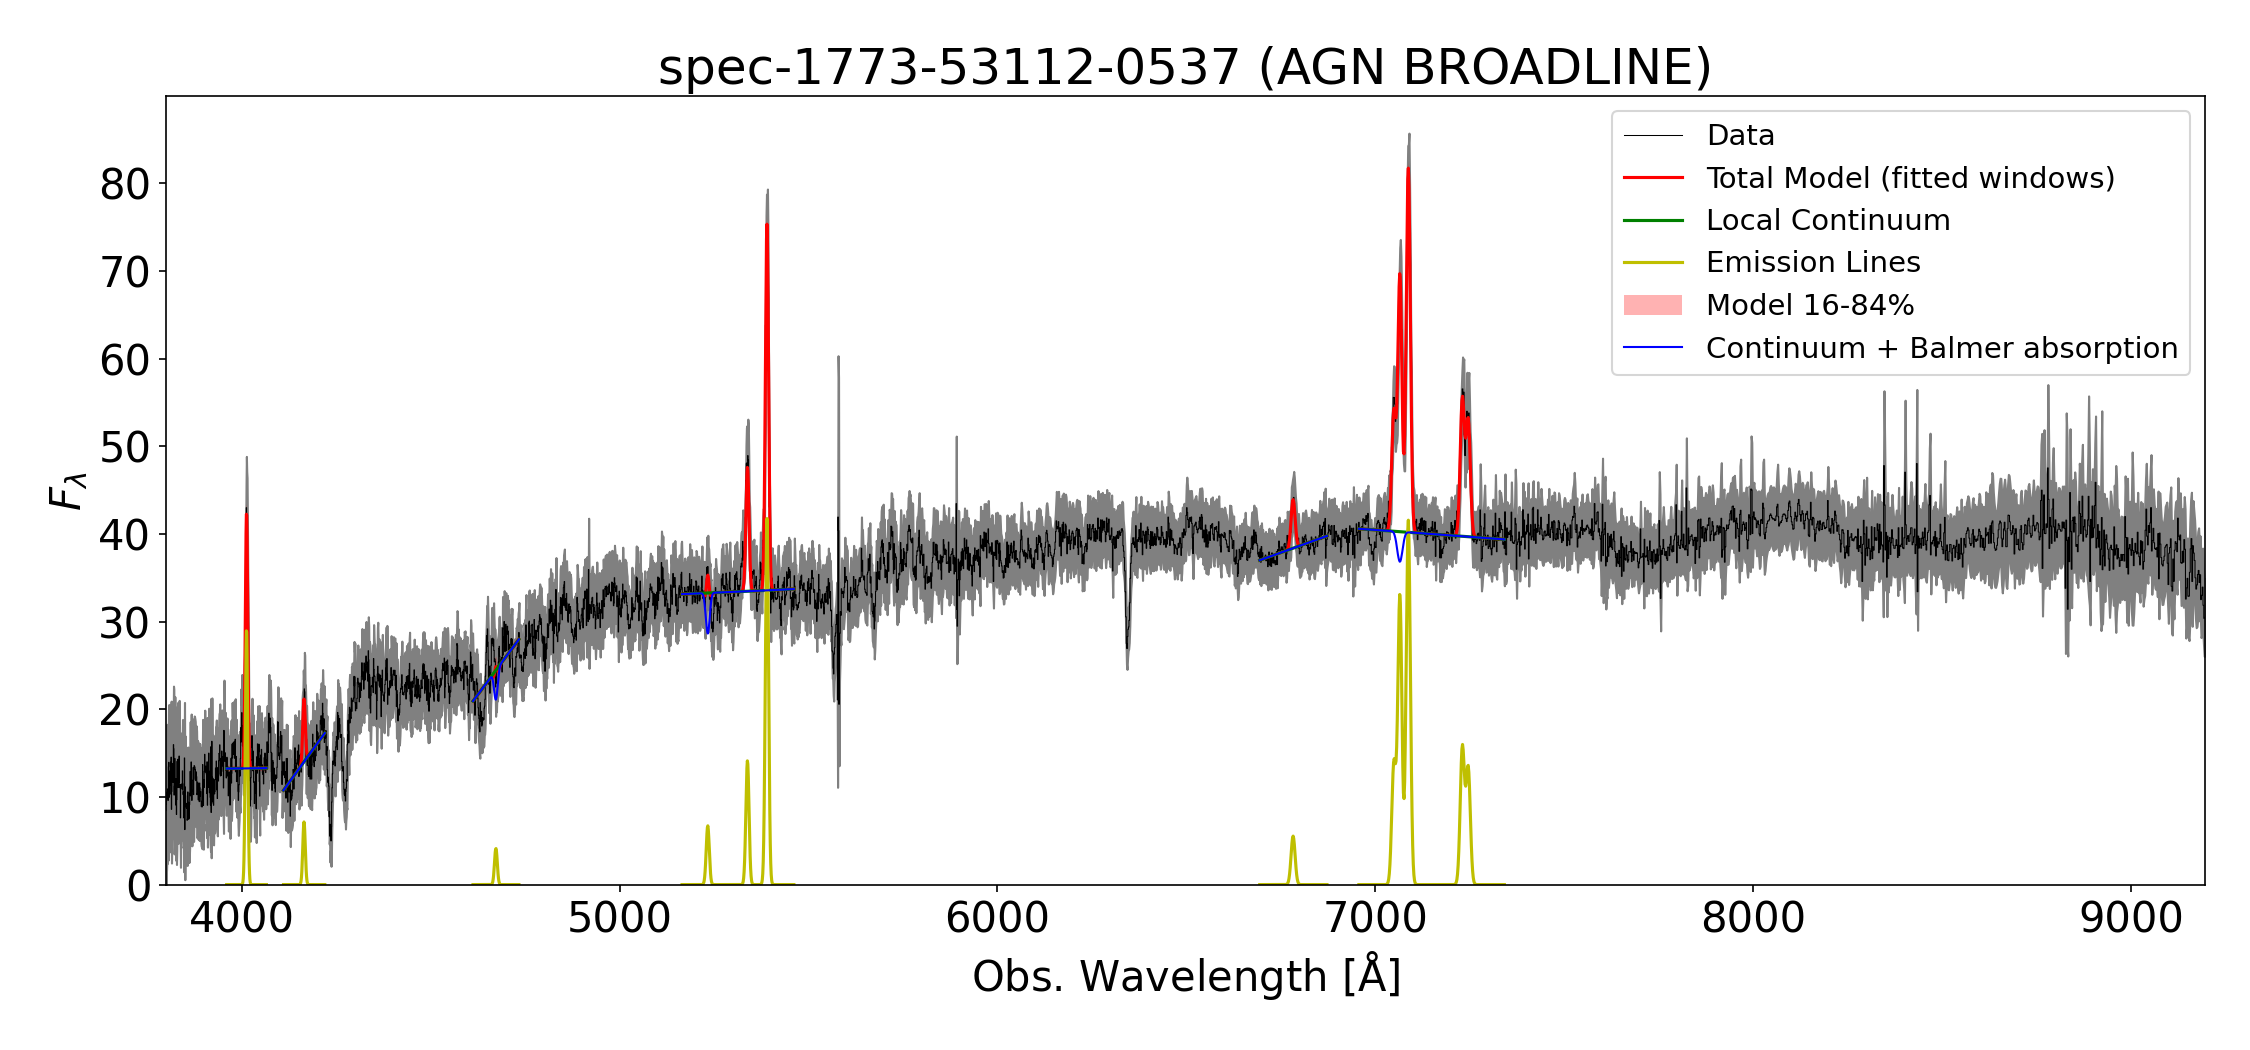 spec-1773-53112-0537 (AGN BROADLINE)
Data
Total Model (fitted windows)
Local Continuum
Emission Lines
Model 16-84%
Continuum + Balmer absorption
80
70
60
50
40
30
20
10
0
Fλ
4000 5000 6000 7000 8000 9000
Obs. Wavelength [Å]